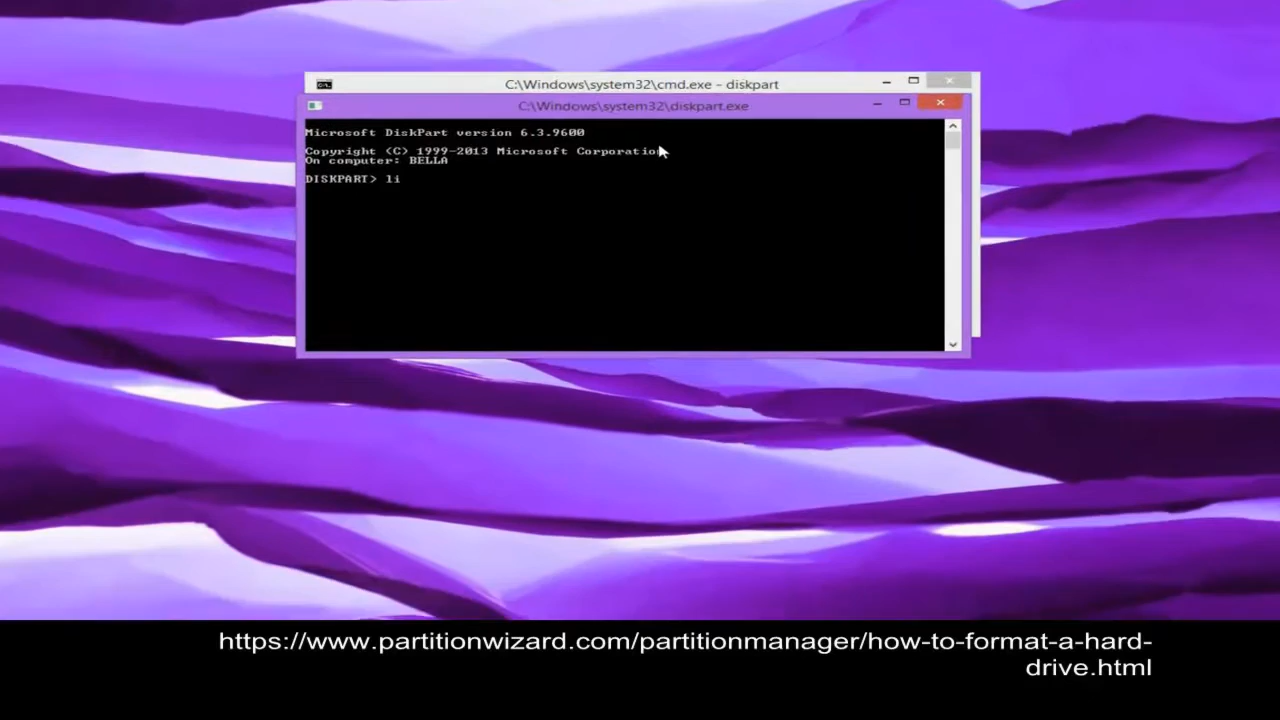 C:\Windows\system32\cmd.exe - diskpart
C:\Windows\system32\diskpart.exe
Microsoft DiskPart version 6.3.9600
Copyright (C) 1999-2013 Microsoft Corporation
On computer: BELLA
DISKPART> li
https://www.partitionwizard.com/partitionmanager/how-to-format-a-hard-
drive.html